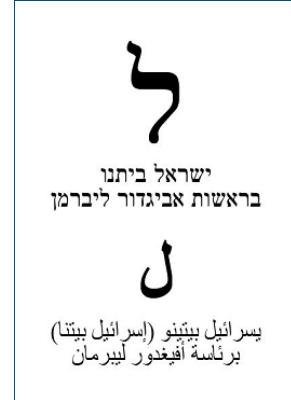 ל
ישראל ביתנו
בראשות אביגדור ליברמן
ل
يسرائيل بيتينو (إسرائيل بيتنا)
برئاسة أفيغدور ليبرمان